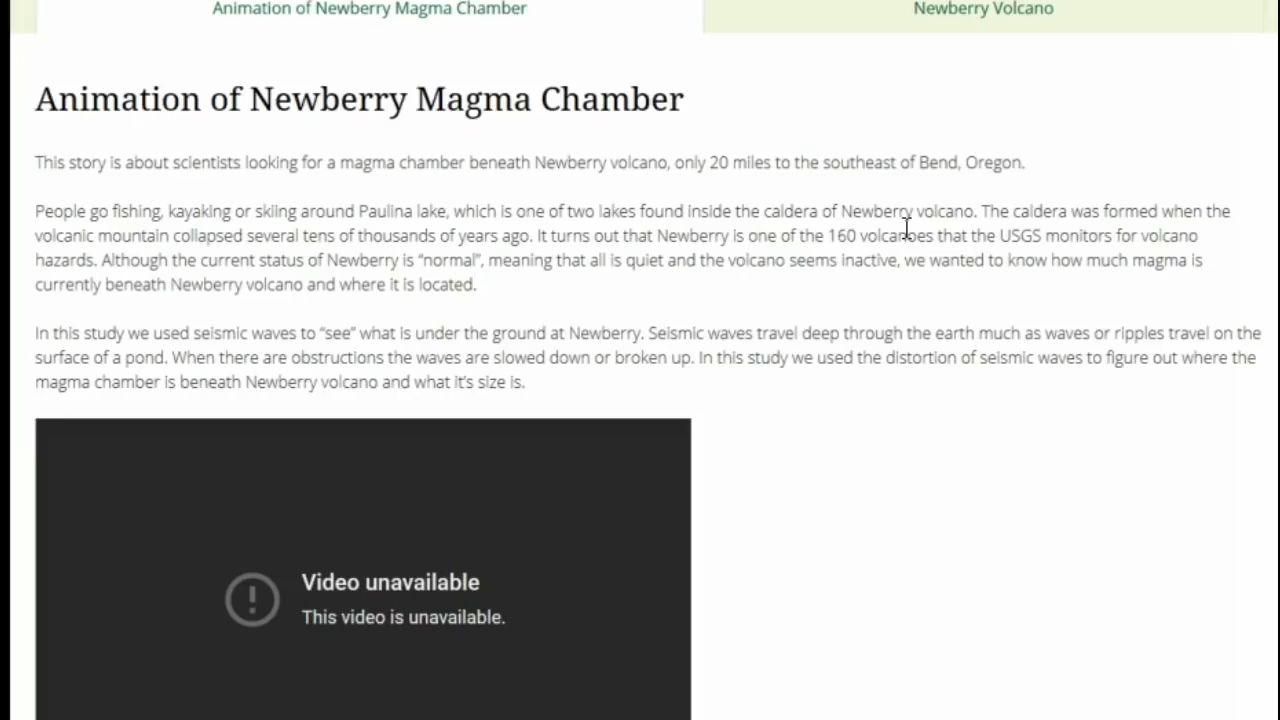 Animation of Newberry Magma Chamber
Newberry Volcano
Animation of Newberry Magma Chamber
This story is about scientists looking for a magma chamber beneath Newberry volcano, only 20 miles to the southeast of Bend, Oregon.
People go fishing, kayaking or skiing around Paulina lake, which is one of two lakes found inside the caldera of Newberry volcano. The caldera was formed when the
volcanic mountain collapsed several tens of thousands of years ago. It turns out that Newberry is one of the 160 volcanoes that the USGS monitors for volcano
hazards. Although the current status of Newberry is “normal”, meaning that all is quiet and the volcano seems inactive, we wanted to know how much magma is
currently beneath Newberry volcano and where it is located.
In this study we used seismic waves to “see” what is under the ground at Newberry. Seismic waves travel deep through the earth much as waves or ripples travel on the
surface of a pond. When there are obstructions the waves are slowed down or broken up. In this study we used the distortion of seismic waves to figure out where the
magma chamber is beneath Newberry volcano and what it’s size is.
Video unavailable
This video is unavailable.